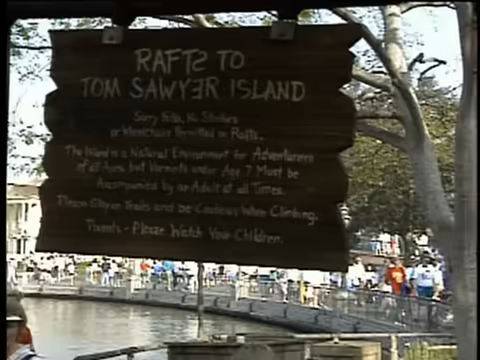 RAFTS TO
TOM SAWYER ISLAND
Sorry Folks, No Strollers
or Wheelchairs Permitted on Rafts.
The Island is a Natural Environment for Adventurers
of all Ages, but Varmints under Age 7 Must be
Accompanied by an Adult at all Times.
Please Stay on Trails and be Cautious When Climbing.
Parents - Please Watch Your Children.